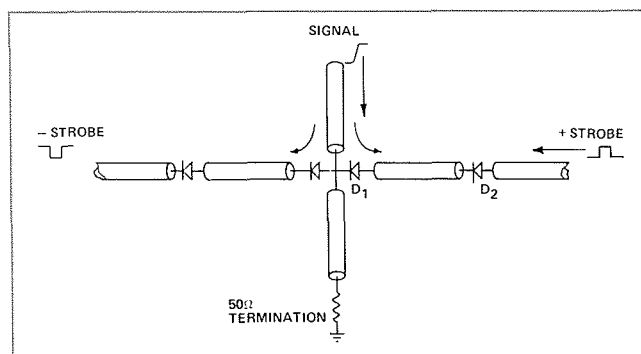 SIGNAL
– STROBE
+ STROBE
D1
D2
50Ω
TERMINATION